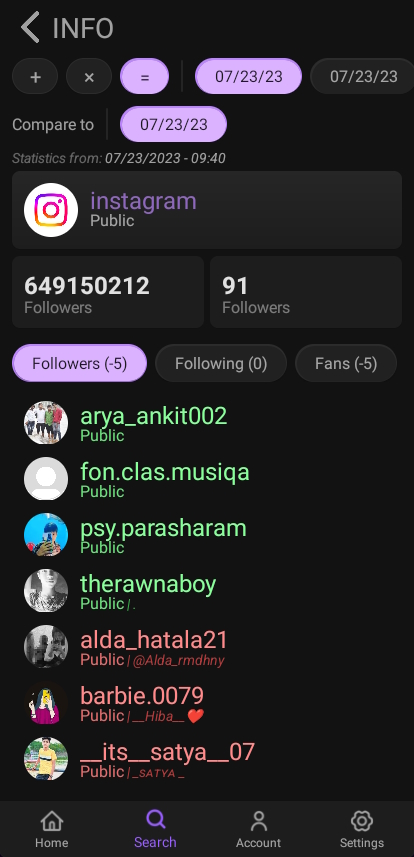 INFO
+ × = 07/23/23 07/23/23
Compare to 07/23/23
Statistics from: 07/23/2023 - 09:40
instagram
Public
649150212 91
Followers Followers
Followers (-5) Following (0) Fans (-5)
arya_ankit002
Public
fon.clas.musiqa
Public
psy.parasharam
Public
therawnaboy
Public | .
alda_hatala21
Public | @Alda_rmdhny
barbie.0079
Public | __Hiba__❤️
__its__satya__07
Public | _ꜱᴀᴛʏᴀ _
Home Search Account Settings